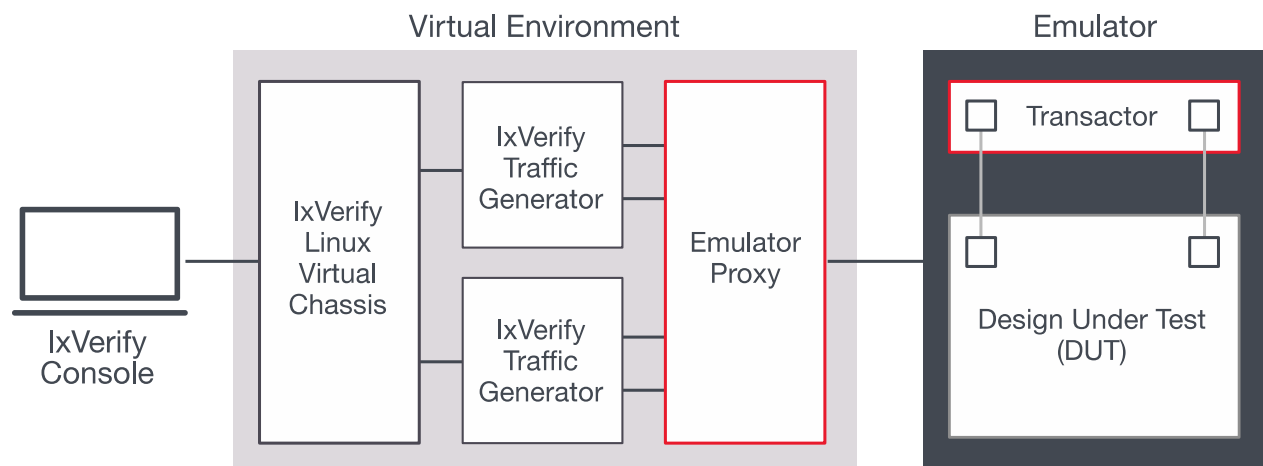 Virtual Environment
Emulator
IxVerify
Console
IxVerify
Linux
Virtual
Chassis
IxVerify
Traffic
Generator
IxVerify
Traffic
Generator
Emulator
Proxy
Transactor
Design Under Test
(DUT)